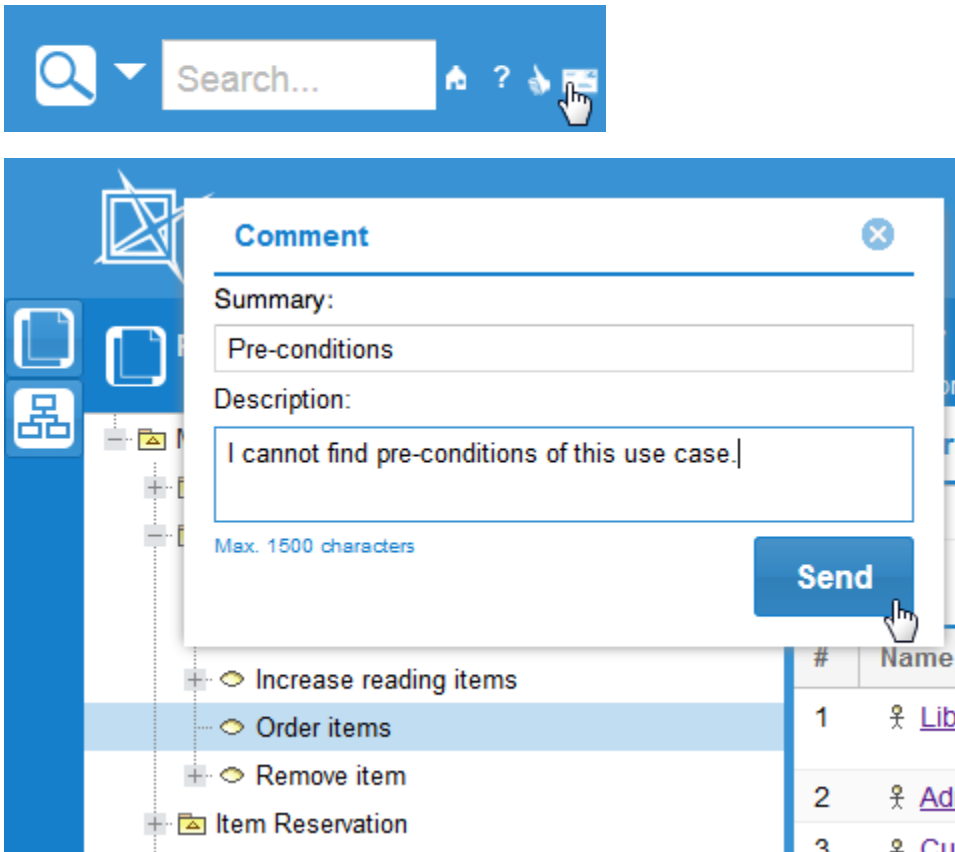 Search...
?
Comment
Summary:
Pre-conditions
Description:
I cannot find pre-conditions of this use case.
Max. 1500 characters
Send
# Name
Increase reading items
1
Order items
Remove item
2
Item Reservation
3